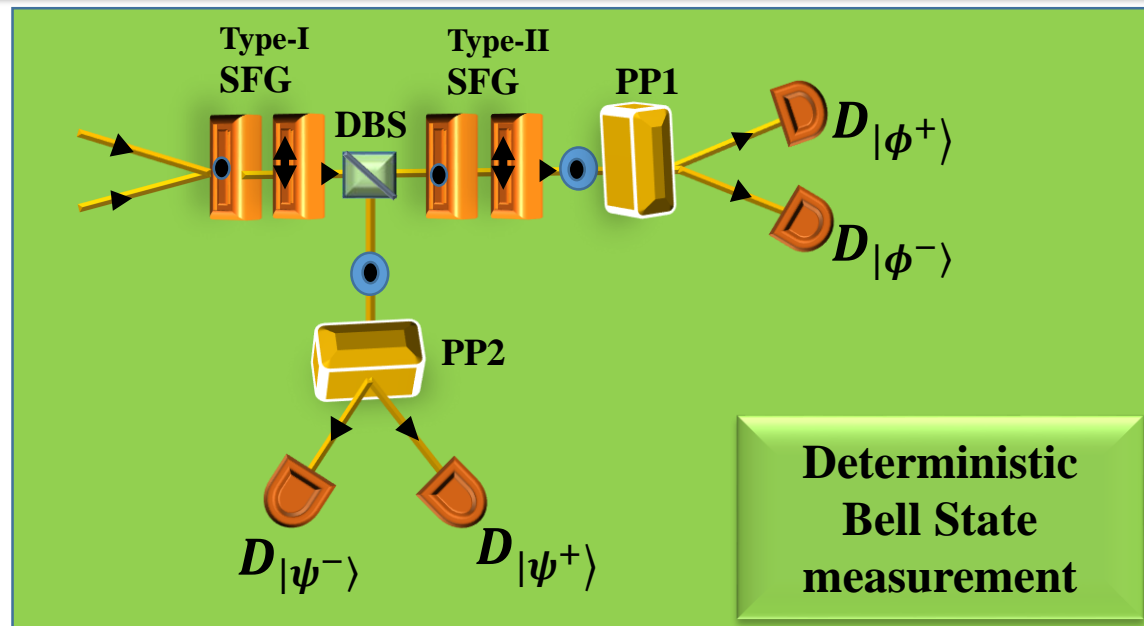 Type-I
SFG
Type-II
SFG
DBS
PP1
D|ϕ⁺⟩
D|ϕ⁻⟩
PP2
D|ψ⁻⟩
D|ψ⁺⟩
Deterministic
Bell State
measurement